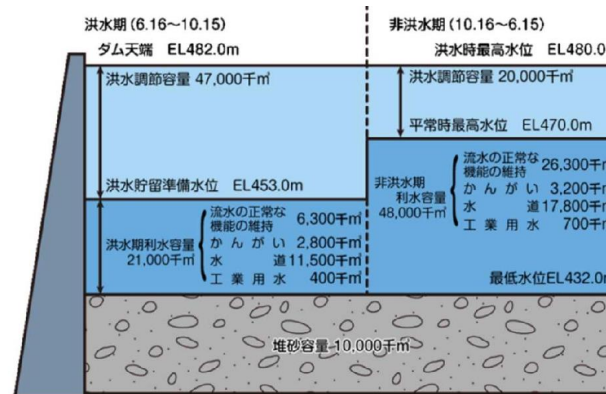 洪水期(6.16～10.15)
ダム天端 EL482.0m
洪水調節容量 47,000千㎥
洪水貯留準備水位 EL453.0m
洪水期利水容量
21,000千㎥
流水の正常な
機能の維持 6,300千㎥
かんがい 2,800千㎥
水道 11,500千㎥
工業用水 400千㎥
非洪水期(10.16～6.15)
洪水時最高水位 EL480.0
洪水調節容量 20,000千㎥
平常時最高水位 EL470.0m
非洪水期
利水容量
48,000千㎥
流水の正常な
機能の維持 26,300千㎥
かんがい 3,200千㎥
水道 17,800千㎥
工業用水 700千㎥
最低水位EL432.0m
堆砂容量 10,000千㎥